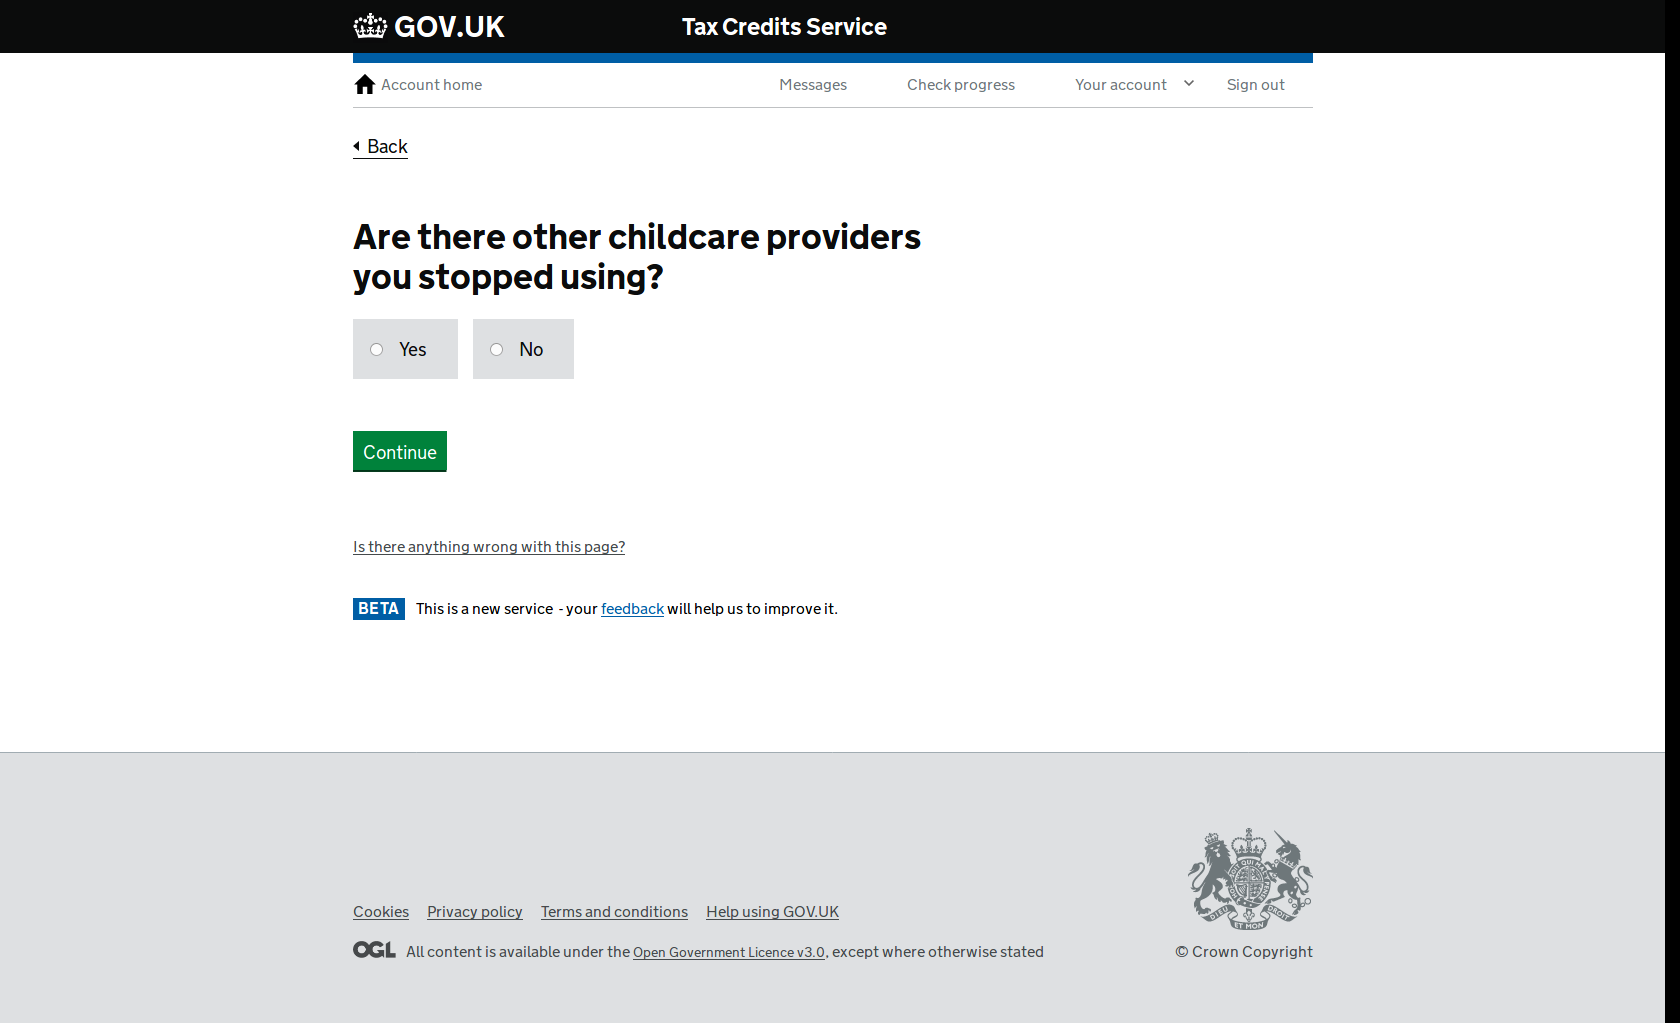 GOV.UK
Tax Credits Service
Account home
Messages
Check progress
Your account
Sign out
Back
Are there other childcare providers
you stopped using?
Yes
No
Continue
Is there anything wrong with this page?
BETA This is a new service - your feedback will help us to improve it.
Cookies
Privacy policy
Terms and conditions
Help using GOV.UK
OGL All content is available under the Open Government Licence v3.0, except where otherwise stated
© Crown Copyright